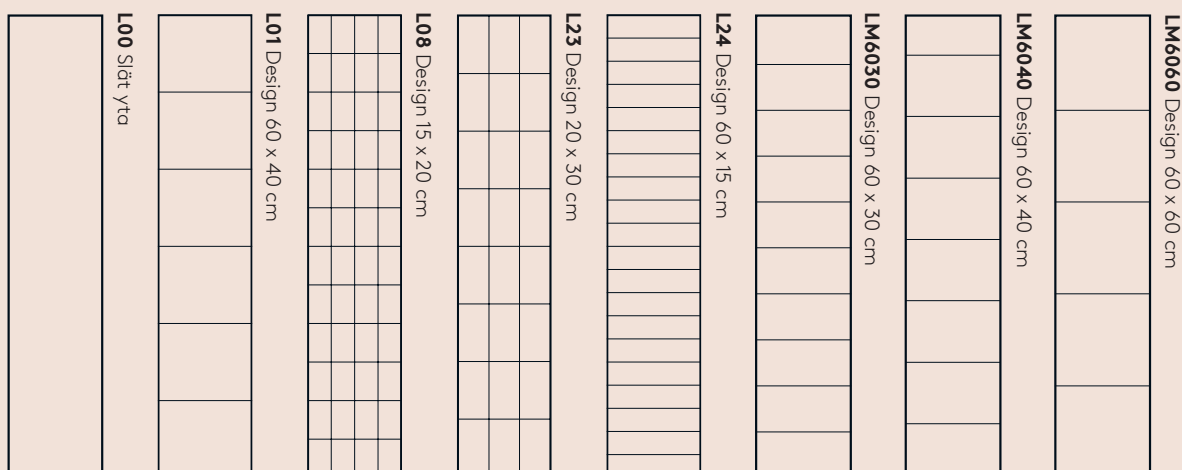 L00 Slät yta
L01 Design 60 x 40 cm
L08 Design 15 x 20 cm
L23 Design 20 x 30 cm
L24 Design 60 x 15 cm
LM6030 Design 60 x 30 cm
LM6040 Design 60 x 40 cm
LM6060 Design 60 x 60 cm